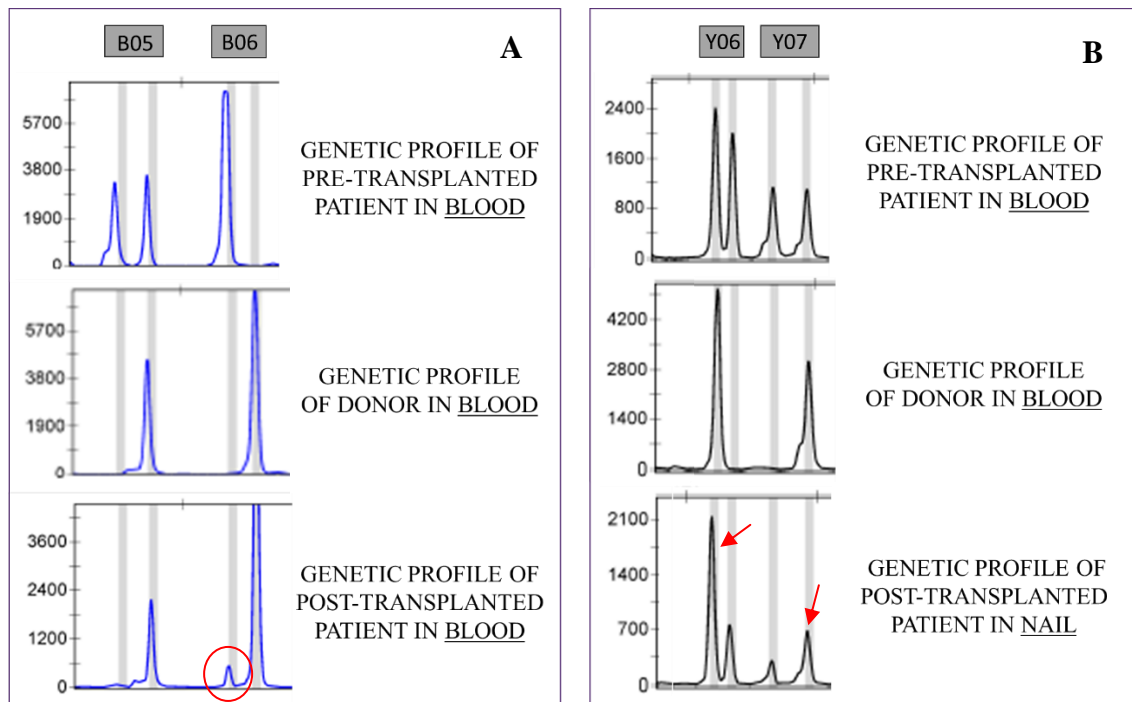 B05 B06 A
5700
3800
1900
0
GENETIC PROFILE OF
PRE-TRANSPLANTED
PATIENT IN BLOOD
5700
3800
1900
0
GENETIC PROFILE
OF DONOR IN BLOOD
3600
2400
1200
0
GENETIC PROFILE OF
POST-TRANSPLANTED
PATIENT IN BLOOD
Y06 Y07 B
2400
1600
800
0
GENETIC PROFILE OF
PRE-TRANSPLANTED
PATIENT IN BLOOD
4200
2800
1400
0
GENETIC PROFILE
OF DONOR IN BLOOD
2100
1400
700
0
GENETIC PROFILE OF
POST-TRANSPLANTED
PATIENT IN NAIL